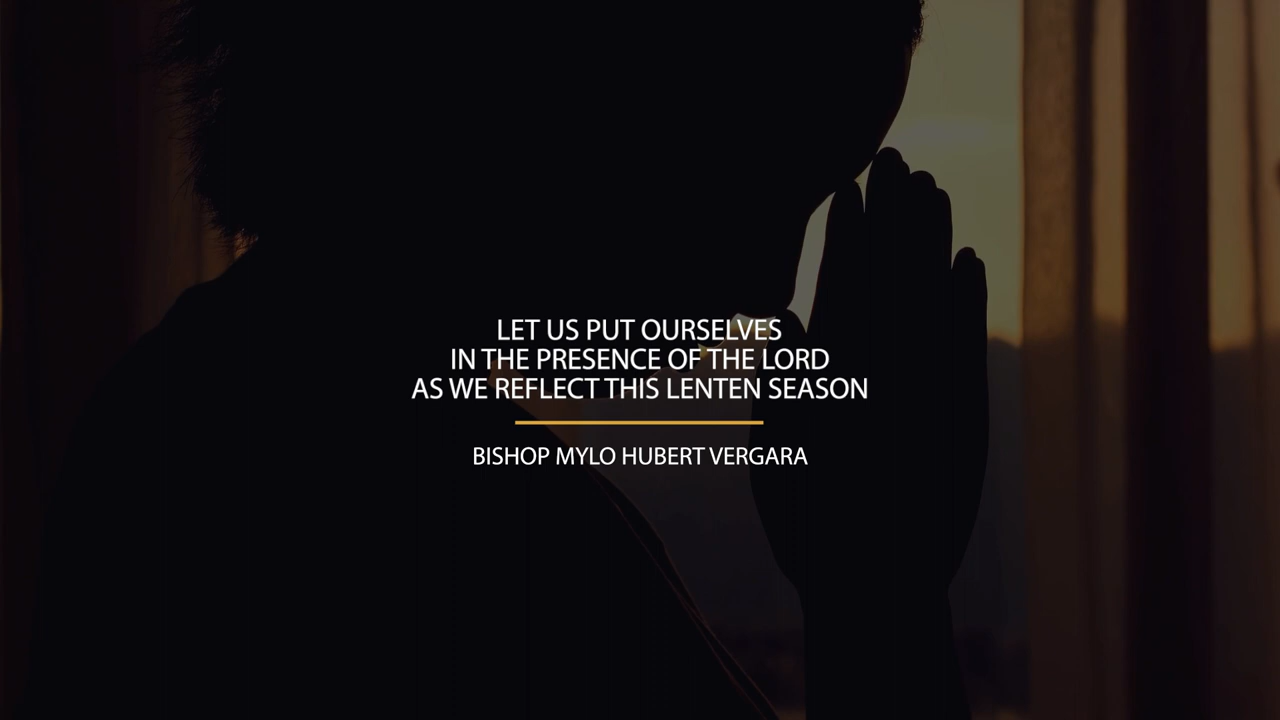 LET US PUT OURSELVES
IN THE PRESENCE OF THE LORD
AS WE REFLECT THIS LENTEN SEASON
BISHOP MYLO HUBERT VERGARA